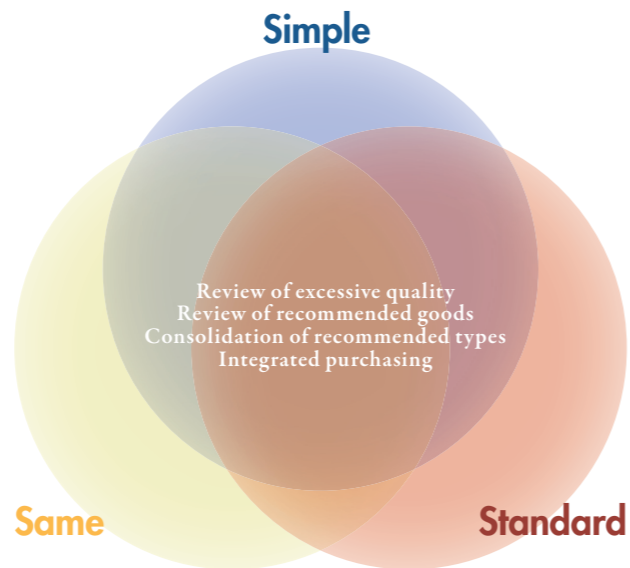 Simple
Review of excessive quality
Review of recommended goods
Consolidation of recommended types
Integrated purchasing
Same
Standard